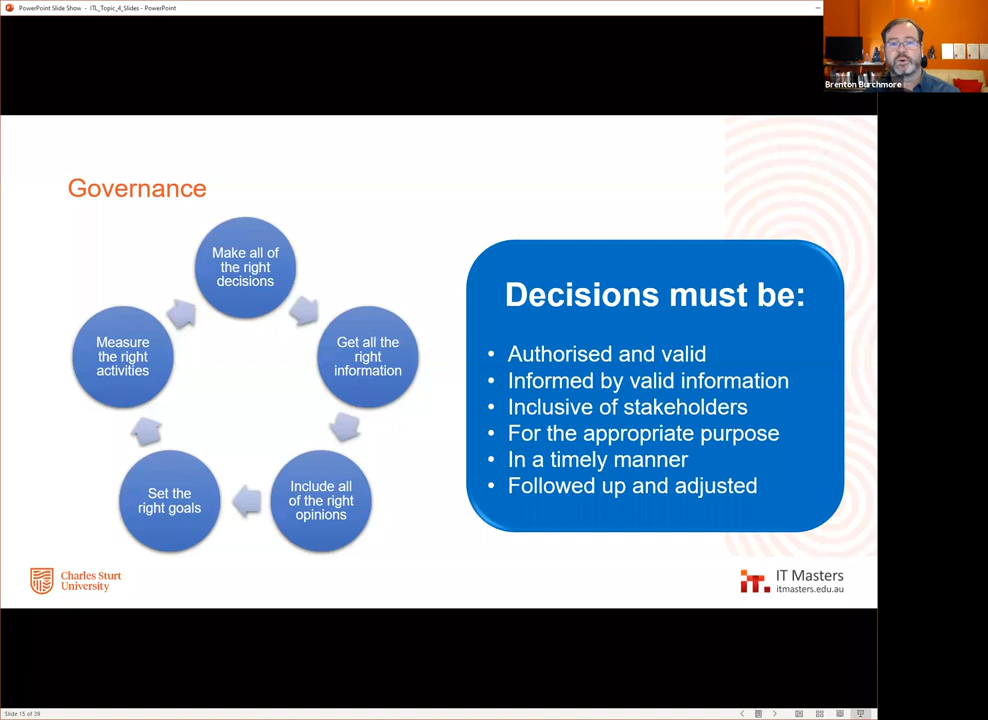 PowerPoint Slide Show - ITL_Topic_4_Slides - PowerPoint
Brenton Burchmore
Governance
Make all of
the right
decisions
Get all the
right
information
Include all
of the right
opinions
Set the
right goals
Measure
the right
activities
Decisions must be:
• Authorised and valid
• Informed by valid information
• Inclusive of stakeholders
• For the appropriate purpose
• In a timely manner
• Followed up and adjusted
Charles Sturt
University
iT. IT Masters
itmasters.edu.au
Slide 15 of 39